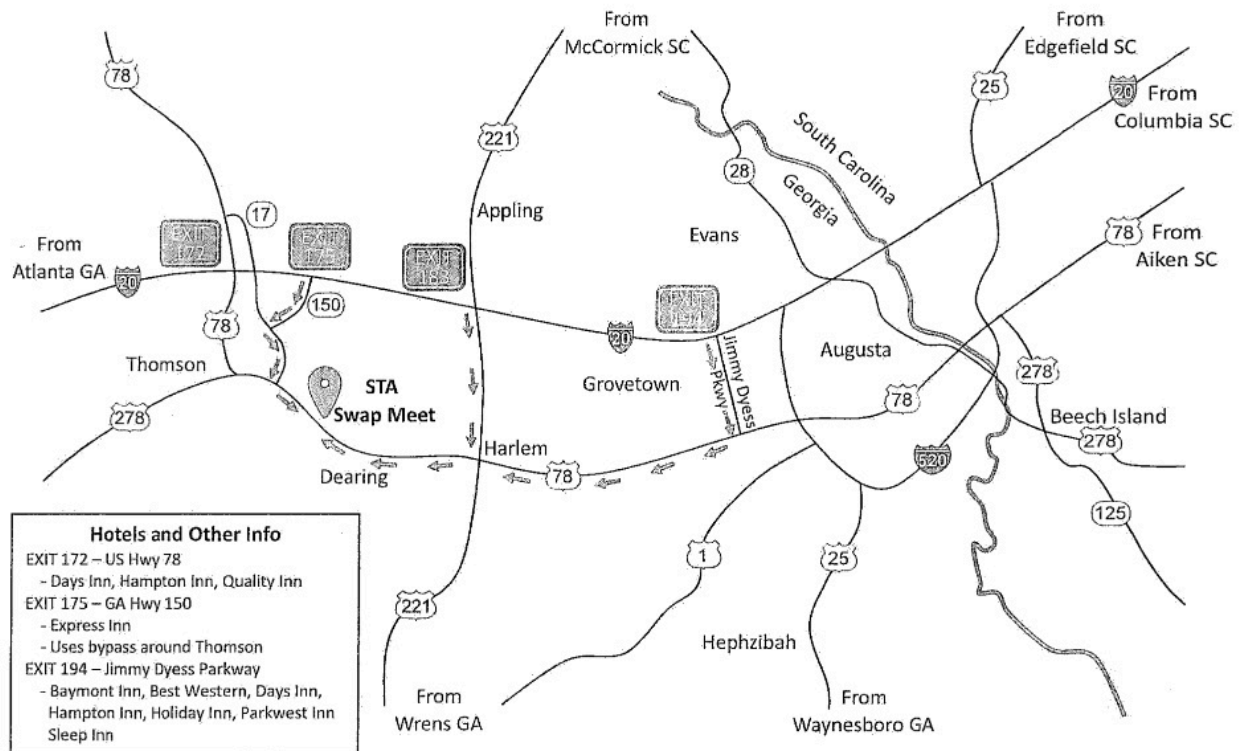 From
McCormick SC
From
Edgefield SC
78
25
20
From
Columbia SC
221
28
South Carolina
Georgia
17
Appling
Evans
78
From
Aiken SC
EXIT
172
EXIT
175
EXIT
183
EXIT
194
From
Atlanta GA
20
150
78
20
Jimmy Dyess
Pkwy
Augusta
Thomson
STA
Swap Meet
Grovetown
278
78
278
Beech Island
278
Harlem
Dearing
78
520
125
1
25
221
Hephzibah
From
Wrens GA
From
Waynesboro GA
Hotels and Other Info
EXIT 172 – US Hwy 78
- Days Inn, Hampton Inn, Quality Inn
EXIT 175 – GA Hwy 150
- Express Inn
- Uses bypass around Thomson
EXIT 194 – Jimmy Dyess Parkway
- Baymont Inn, Best Western, Days Inn,
Hampton Inn, Holiday Inn, Parkwest Inn
Sleep Inn